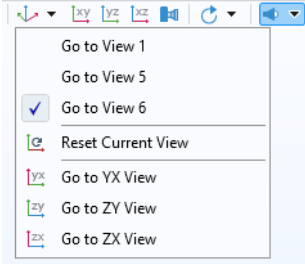 xy yz xz
Go to View 1
Go to View 5
Go to View 6
Reset Current View
yx Go to YX View
zy Go to ZY View
zx Go to ZX View